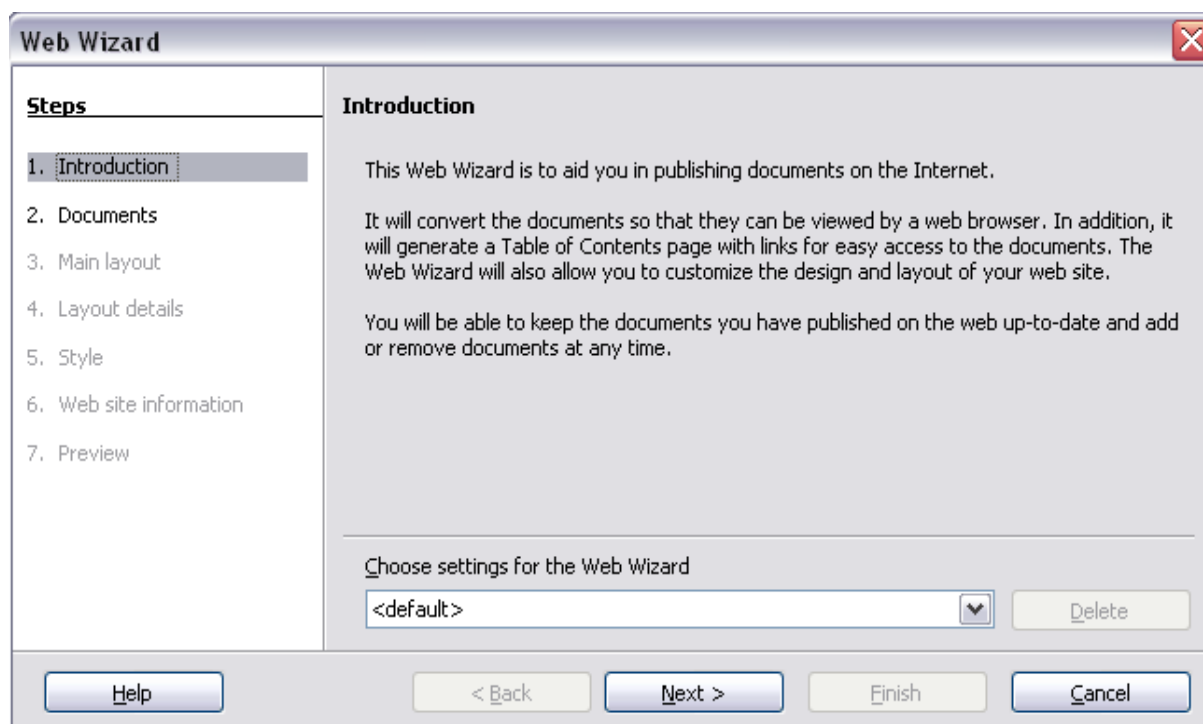 Web Wizard
Steps
1. Introduction
2. Documents
3. Main layout
4. Layout details
5. Style
6. Web site information
7. Preview
Introduction
This Web Wizard is to aid you in publishing documents on the Internet.
It will convert the documents so that they can be viewed by a web browser. In addition, it
will generate a Table of Contents page with links for easy access to the documents. The
Web Wizard will also allow you to customize the design and layout of your web site.
You will be able to keep the documents you have published on the web up-to-date and add
or remove documents at any time.
Choose settings for the Web Wizard
<default>
Delete
Help
< Back
Next >
Finish
Cancel